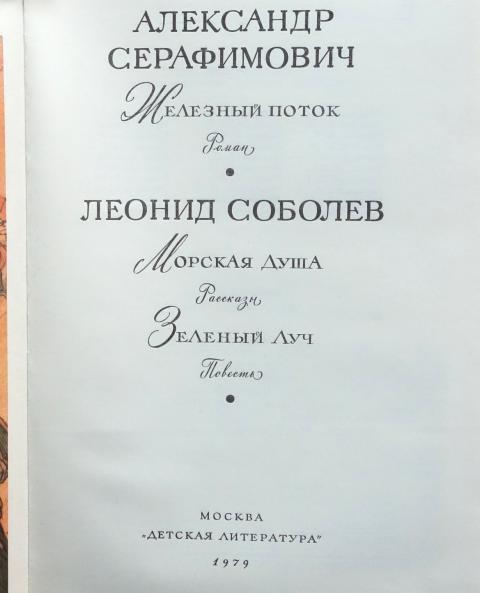 АЛЕКСАНДР
СЕРАФИМОВИЧ
ЖЕЛЕЗНЫЙ ПОТОК
Роман
•
ЛЕОНИД СОБОЛЕВ
МОРСКАЯ ДУША
Рассказы
ЗЕЛЕНЫЙ ЛУЧ
Повесть
•
МОСКВА
„ДЕТСКАЯ ЛИТЕРАТУРА"
1979